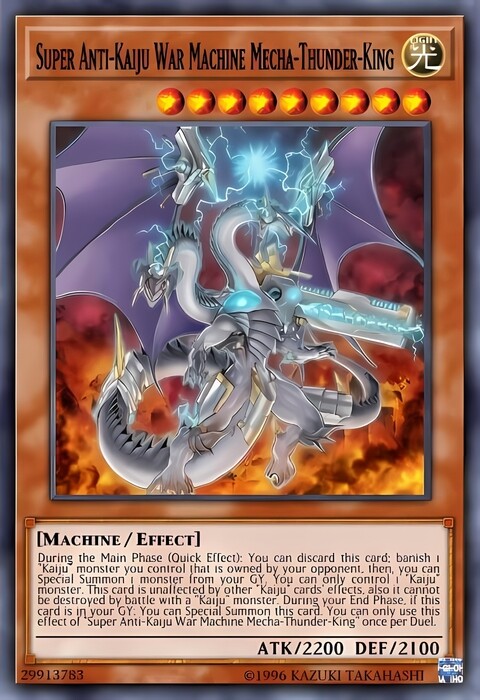 Super Anti-Kaiju War Machine Mecha-Thunder-King
光
[Machine / Effect]
During the Main Phase (Quick Effect): You can discard this card; banish 1
"Kaiju" monster you control that is owned by your opponent, then, you can
Special Summon 1 monster from your GY. You can only control 1 "Kaiju"
monster. This card is unaffected by other "Kaiju" cards' effects, also it cannot
be destroyed by battle with a "Kaiju" monster. During your End Phase, if this
card is in your GY: You can Special Summon this card. You can only use this
effect of "Super Anti-Kaiju War Machine Mecha-Thunder-King" once per Duel.
ATK/2200 DEF/2100
29913783
©1996 KAZUKI TAKAHASHI